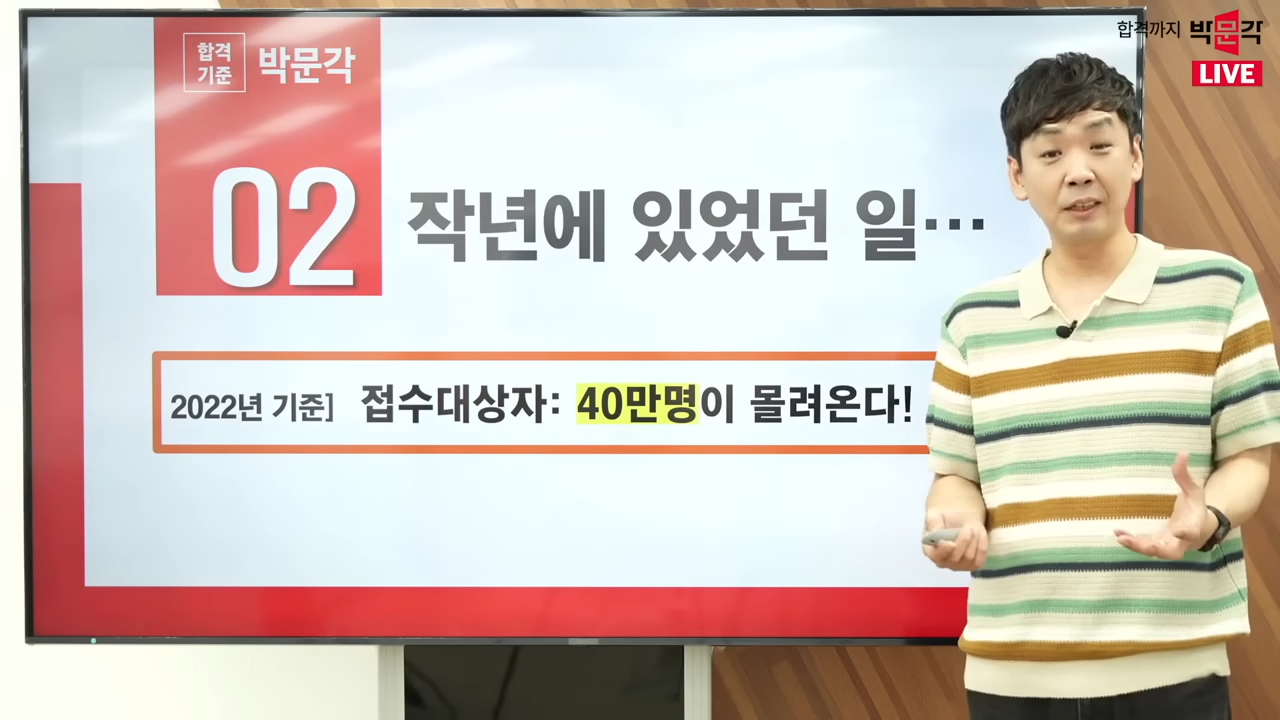 합격까지 박문각
LIVE
합격
기준
박문각
02 작년에 있었던 일…
2022년 기준] 접수대상자: 40만명이 몰려온다!